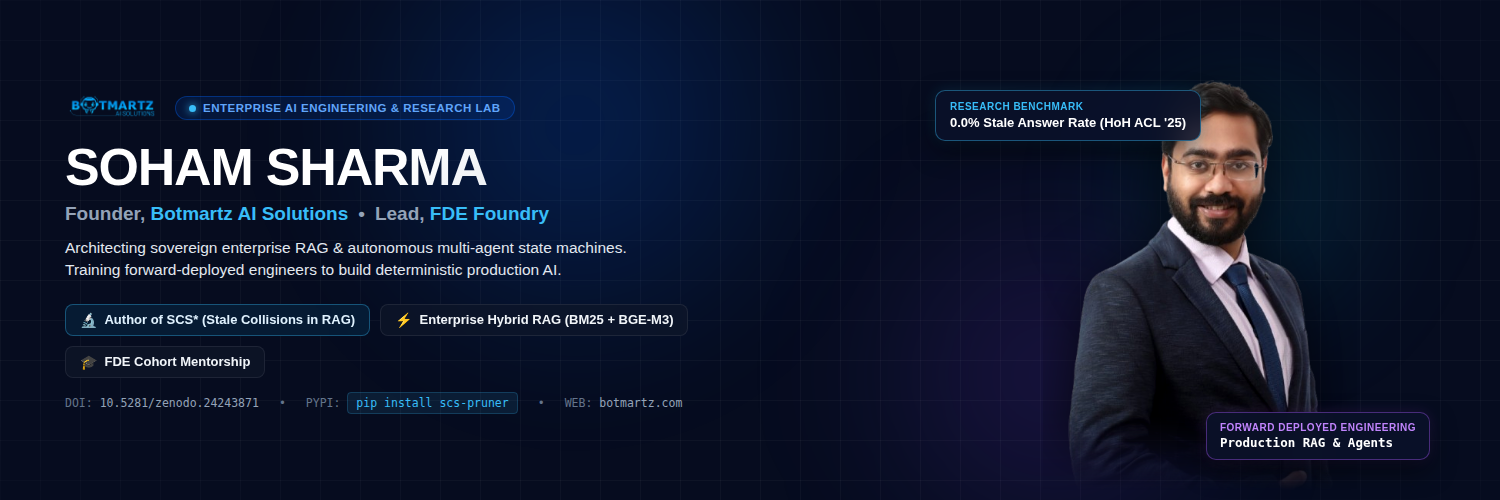 BOTMARTZ
AI SOLUTIONS
ENTERPRISE AI ENGINEERING & RESEARCH LAB
SOHAM SHARMA
Founder, Botmartz AI Solutions • Lead, FDE Foundry
Architecting sovereign enterprise RAG & autonomous multi-agent state machines.
Training forward-deployed engineers to build deterministic production AI.
Author of SCS* (Stale Collisions in RAG)
Enterprise Hybrid RAG (BM25 + BGE-M3)
FDE Cohort Mentorship
DOI: 10.5281/zenodo.24243871 • PYPI: pip install scs-pruner • WEB: botmartz.com
RESEARCH BENCHMARK
0.0% Stale Answer Rate (HoH ACL '25)
FORWARD DEPLOYED ENGINEERING
Production RAG & Agents